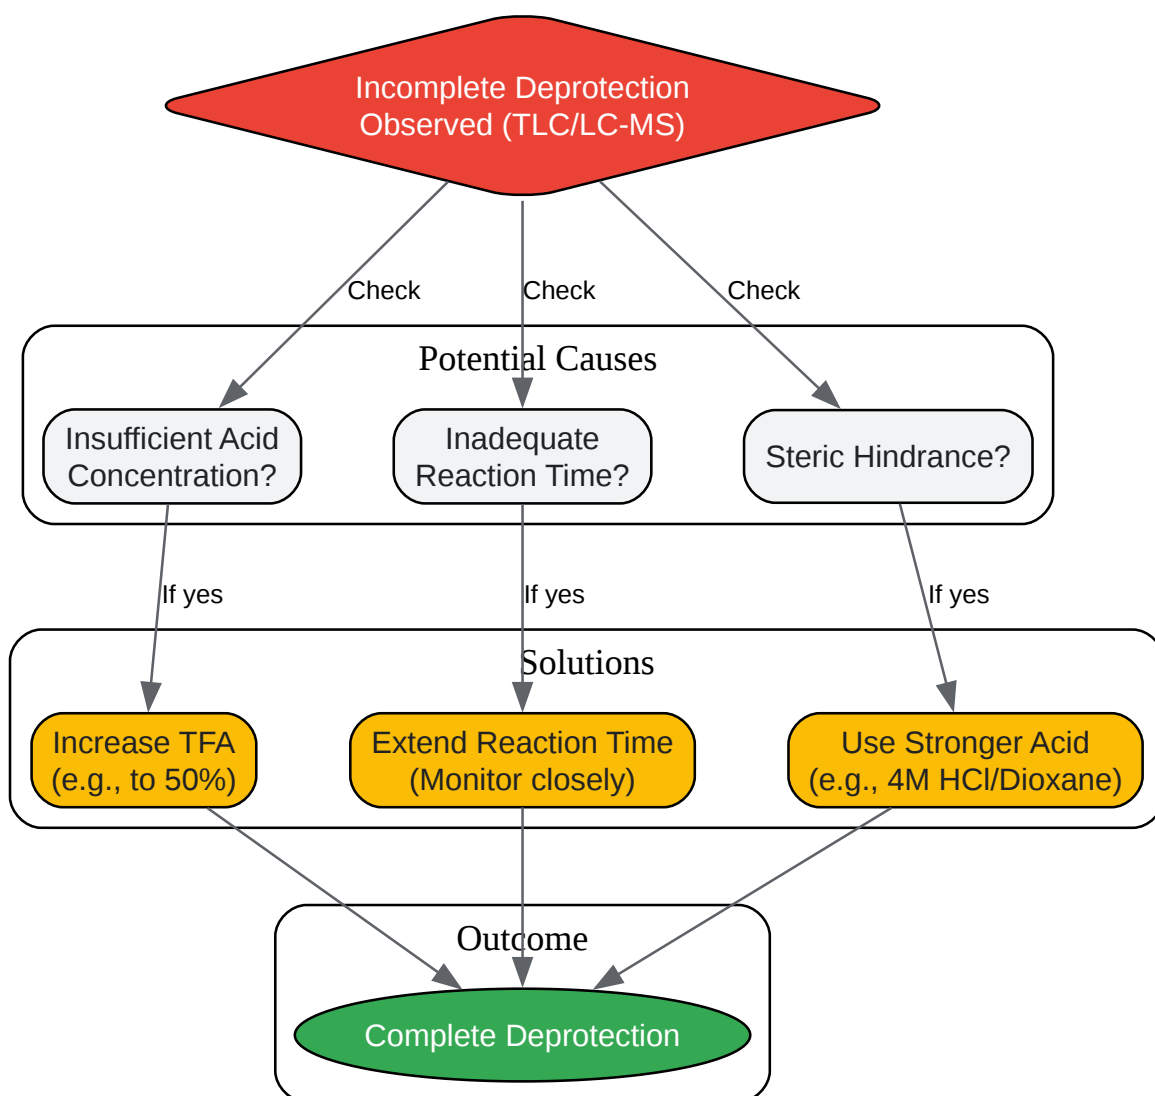 Incomplete Deprotection
Observed (TLC/LC-MS)
Check
Check
Check
Potential Causes
Insufficient Acid
Concentration?
Inadequate
Reaction Time?
Steric Hindrance?
If yes
If yes
If yes
Solutions
Increase TFA
(e.g., to 50%)
Extend Reaction Time
(Monitor closely)
Use Stronger Acid
(e.g., 4M HCl/Dioxane)
Outcome
Complete Deprotection